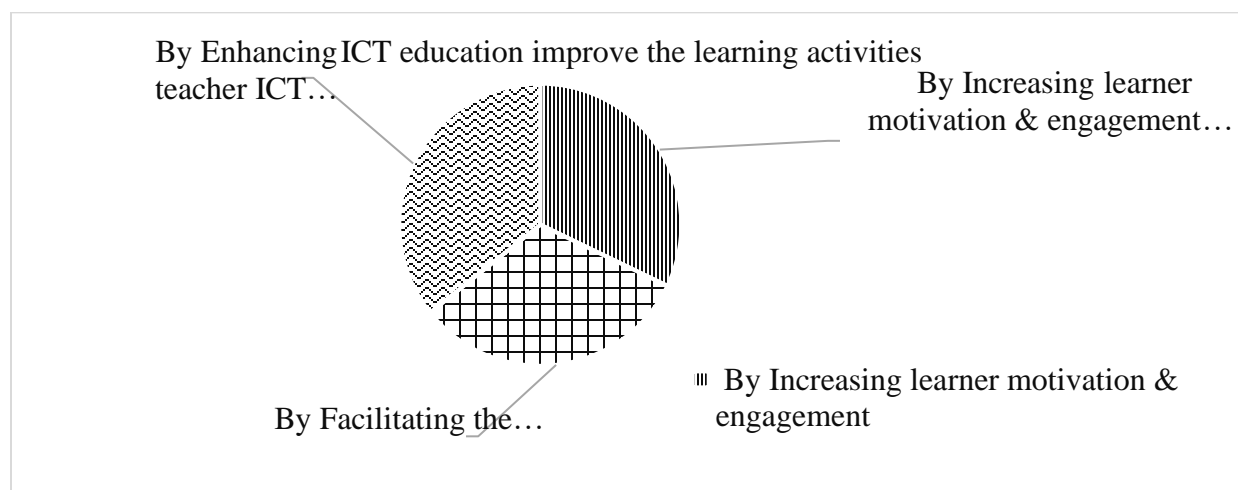 By Enhancing ICT education improve the learning activities
teacher ICT…
By Increasing learner
motivation & engagement…
By Facilitating the…
By Increasing learner motivation &
engagement